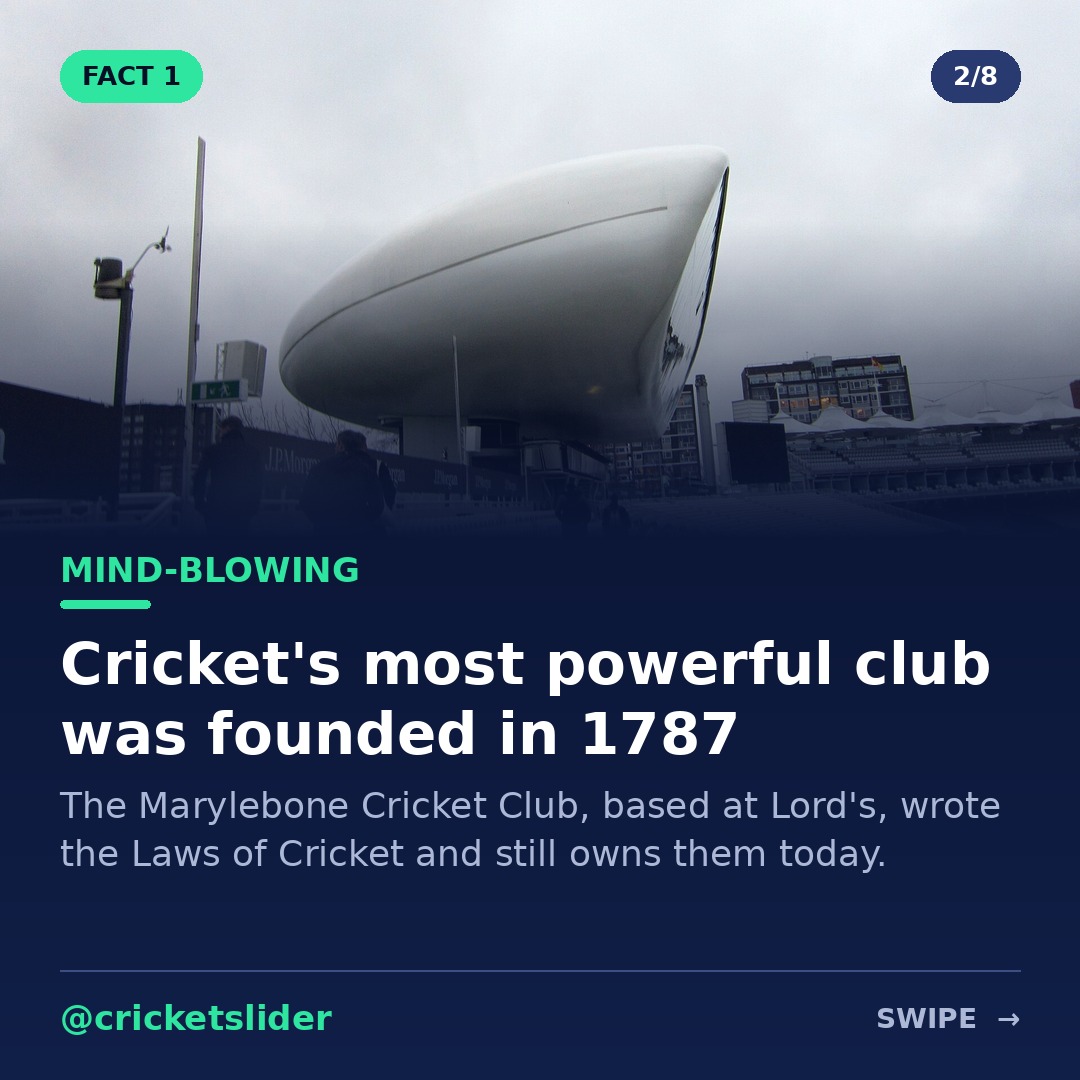 FACT 1
2/8
J.P.Morgan
MIND-BLOWING
Cricket's most powerful club
was founded in 1787
The Marylebone Cricket Club, based at Lord's, wrote
the Laws of Cricket and still owns them today.
@cricketslider
SWIPE →